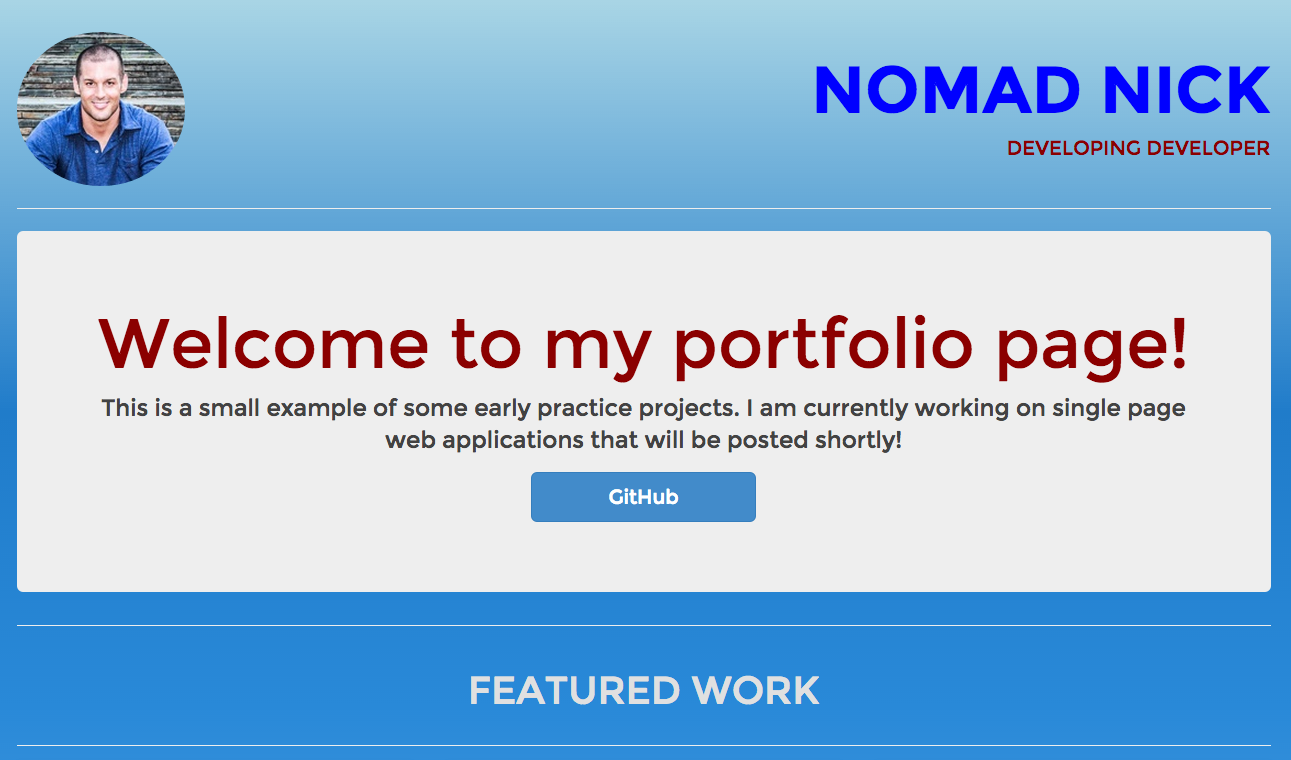 NOMAD NICK
DEVELOPING DEVELOPER
Welcome to my portfolio page!
This is a small example of some early practice projects. I am currently working on single page
web applications that will be posted shortly!
GitHub
FEATURED WORK